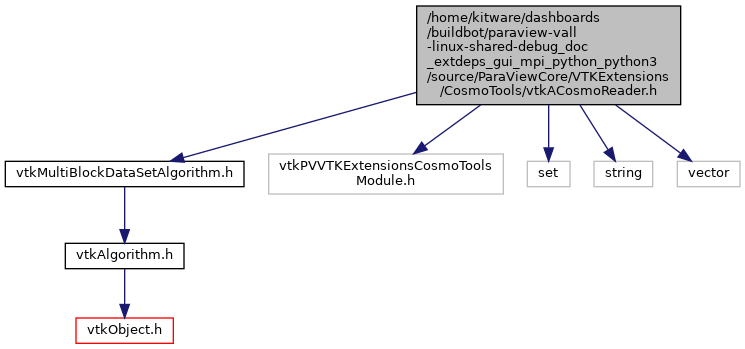 /home/kitware/dashboards
/buildbot/paraview-vall
-linux-shared-debug_doc
_extdeps_gui_mpi_python_python3
/source/ParaViewCore/VTKExtensions
/CosmoTools/vtkACosmoReader.h
vtkMultiBlockDataSetAlgorithm.h
vtkPVVTKExtensionsCosmoTools
Module.h
set
string
vector
vtkAlgorithm.h
vtkObject.h